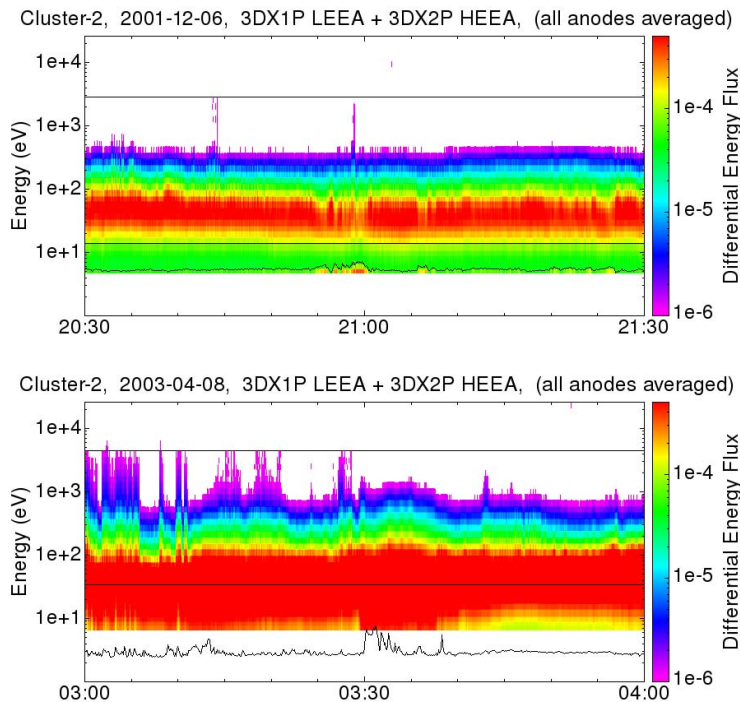 Cluster-2, 2001-12-06, 3DX1P LEEA + 3DX2P HEEA, (all anodes averaged)
1e+4
1e+3
1e+2
1e+1
Energy (eV)
20:30
21:00
21:30
1e-4
1e-5
1e-6
Differential Energy Flux
Cluster-2, 2003-04-08, 3DX1P LEEA + 3DX2P HEEA, (all anodes averaged)
1e+4
1e+3
1e+2
1e+1
Energy (eV)
03:00
03:30
04:00
1e-4
1e-5
1e-6
Differential Energy Flux